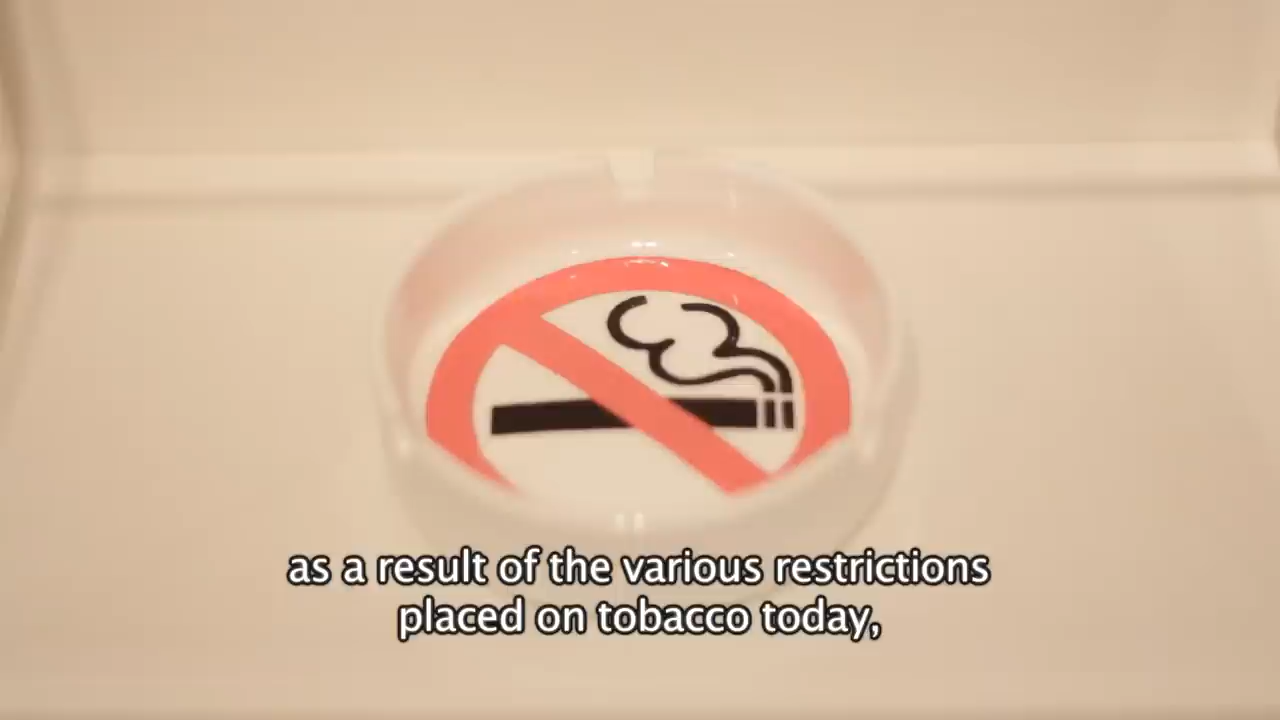 as a result of the various restrictions
placed on tobacco today,